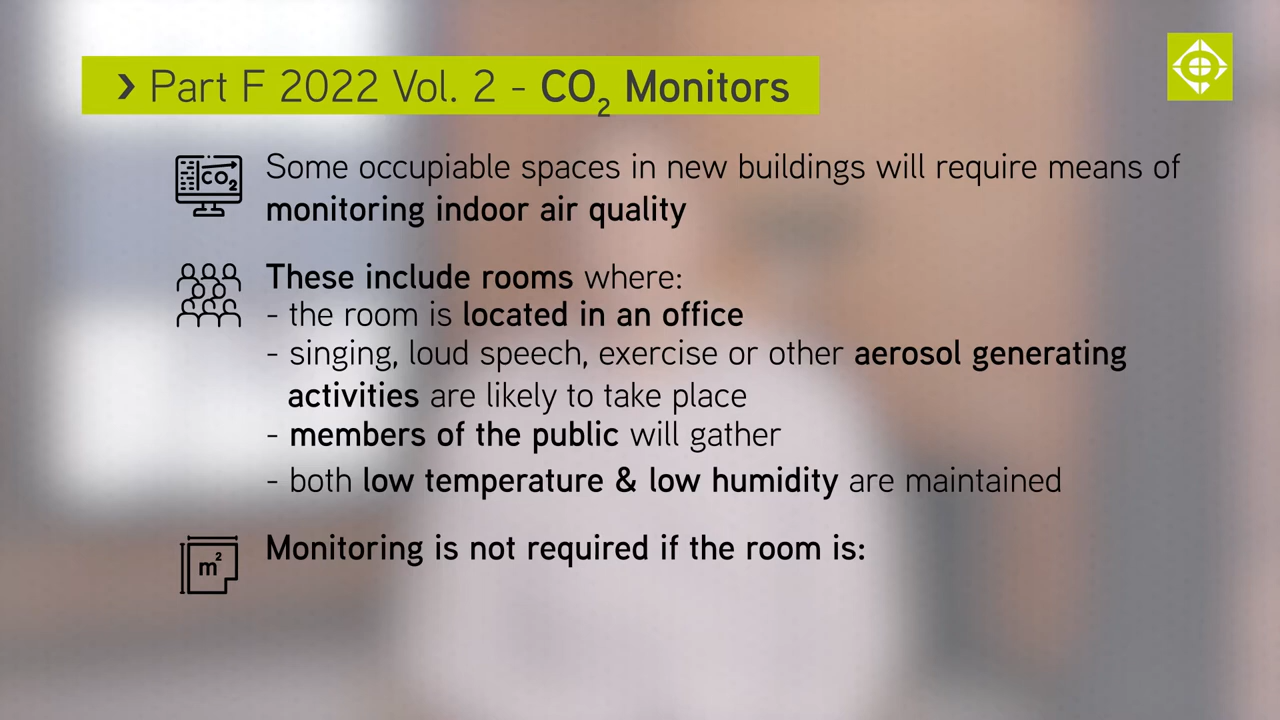 › Part F 2022 Vol. 2 - CO₂ Monitors
CO₂
Some occupiable spaces in new buildings will require means of
monitoring indoor air quality
These include rooms where:
- the room is located in an office
- singing, loud speech, exercise or other aerosol generating
activities are likely to take place
- members of the public will gather
- both low temperature & low humidity are maintained
m²
Monitoring is not required if the room is: